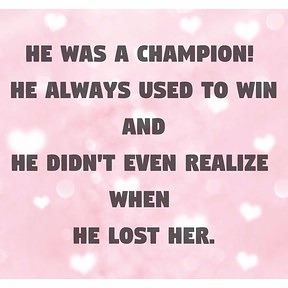 HE WAS A CHAMPION!
HE ALWAYS USED TO WIN
AND
HE DIDN'T EVEN REALIZE
WHEN
HE LOST HER.